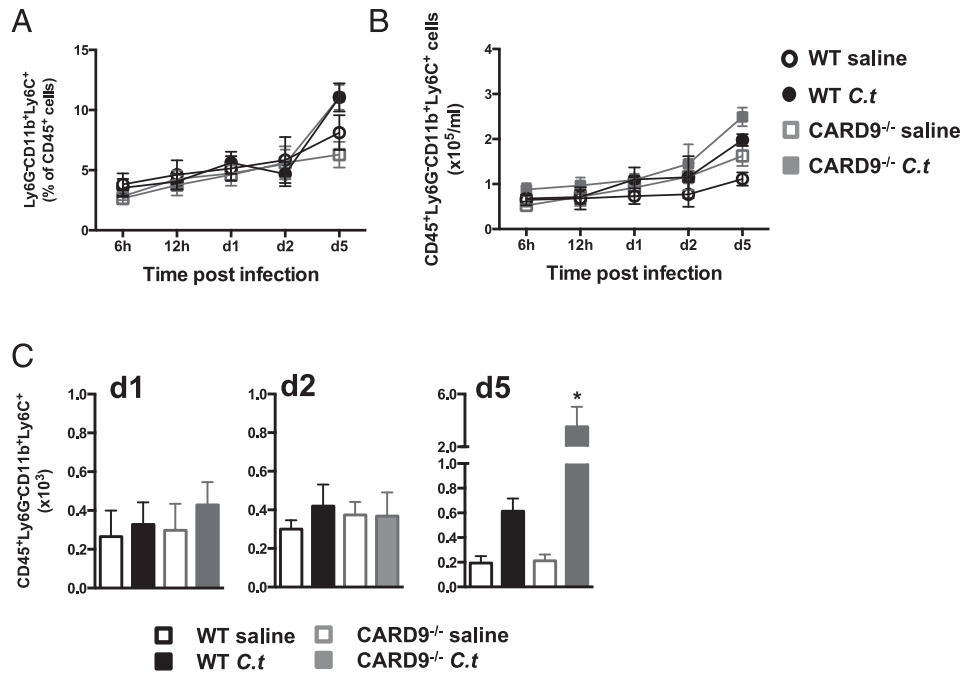 A
Ly6G⁻CD11b⁺Ly6C⁺
(% of CD45⁺ cells)
15
10
5
0
6h 12h d1 d2 d5
Time post infection
B
CD45⁺Ly6G⁻CD11b⁺Ly6C⁺ cells
(x10⁵/ml)
4
3
2
1
0
6h 12h d1 d2 d5
Time post infection
WT saline
WT C.t
CARD9⁻/⁻ saline
CARD9⁻/⁻ C.t
C
CD45⁺Ly6G⁻CD11b⁺Ly6C⁺
(x10³)
d1
1.0
0.8
0.6
0.4
0.2
0.0
d2
1.0
0.8
0.6
0.4
0.2
0.0
d5
6.0
2.0
1.0
0.8
0.6
0.4
0.2
0.0
*
WT saline
WT C.t
CARD9⁻/⁻ saline
CARD9⁻/⁻ C.t